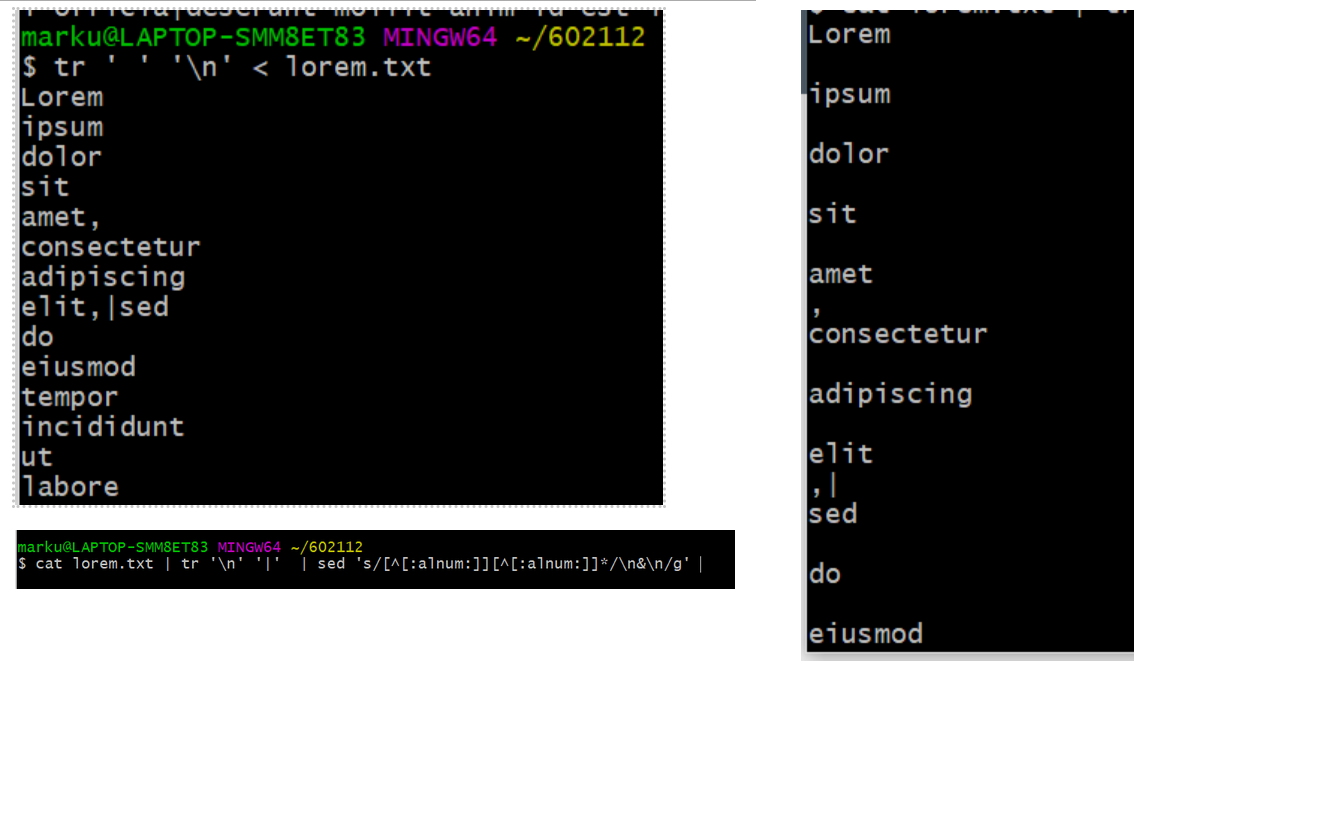 marku@LAPTOP-SMM8ET83 MINGW64 ~/602112
$ tr ' ' '\n' < lorem.txt
Lorem
ipsum
dolor
sit
amet,
consectetur
adipiscing
elit,|sed
do
eiusmod
tempor
incididunt
ut
labore
marku@LAPTOP-SMM8ET83 MINGW64 ~/602112
$ cat lorem.txt | tr '\n' '|'  | sed 's/[^[:alnum:]][^[:alnum:]]*/\n&\n/g'
Lorem
ipsum
dolor
sit
amet
,
consectetur
adipiscing
elit
,|
sed
do
eiusmod